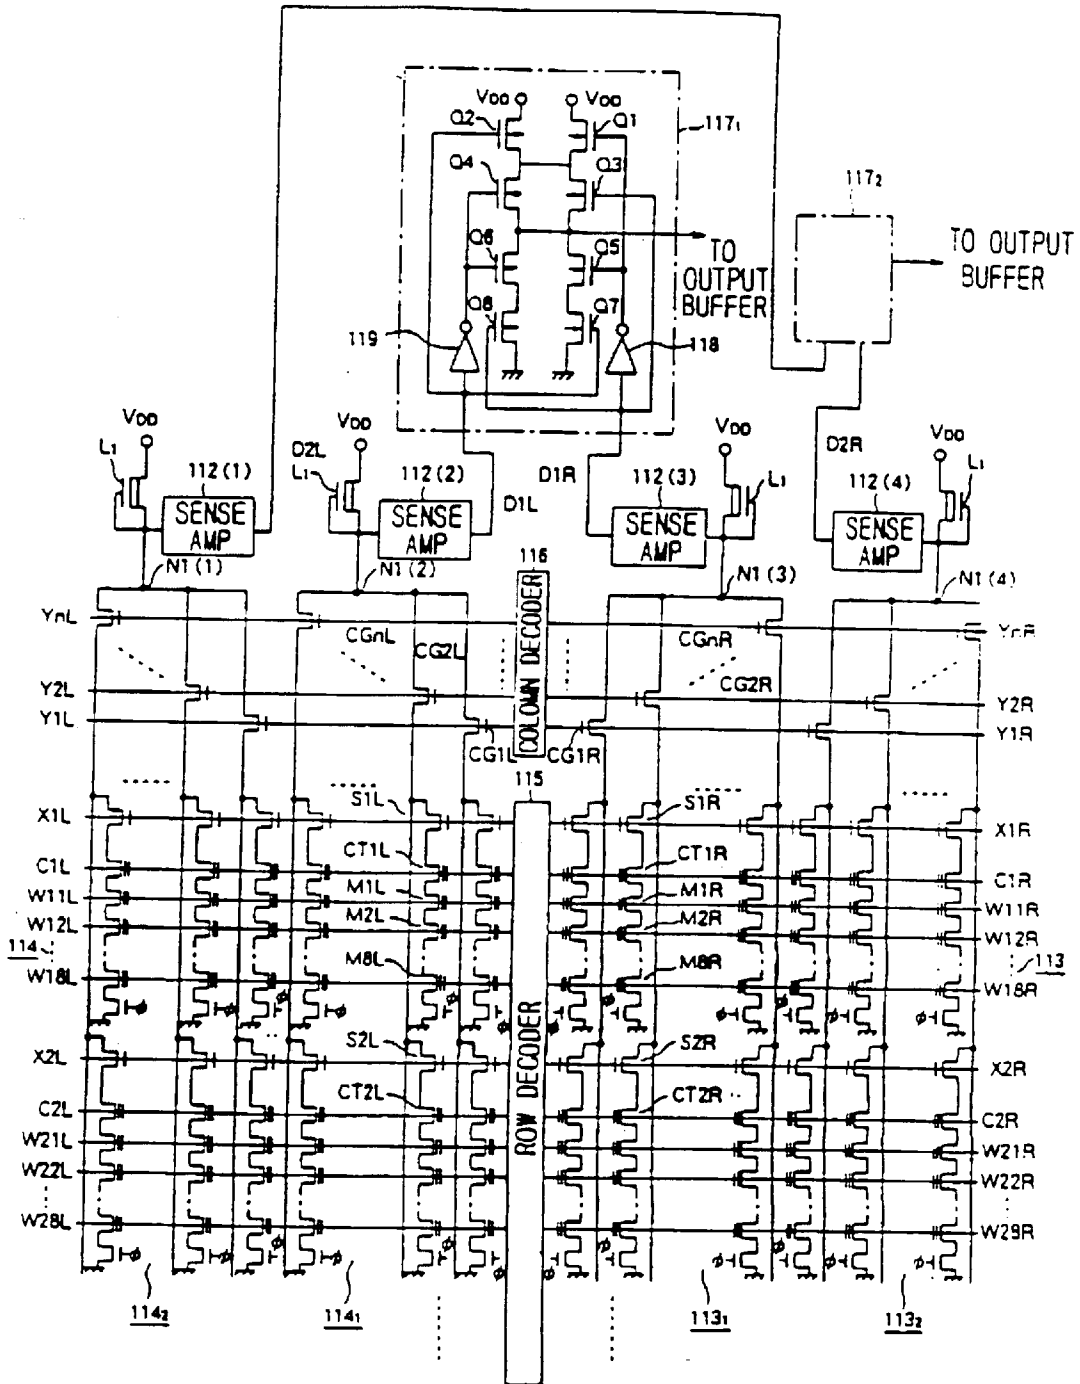 VDD VDD
Q2 Q1
117₁
Q4 Q3
117₂
Q6 Q5
TO OUTPUT BUFFER
TO OUTPUT BUFFER
Q8 Q7
119 118
VDD VDD VDD VDD
L1 112(1) D2L L1 112(2) D1L D1R 112(3) L1 D2R 112(4) L1
SENSE AMP SENSE AMP SENSE AMP SENSE AMP
N1(1) N1(2) 116 N1(3) N1(4)
YnL CGnL CG2L COLOWN DECODER CGnR CG2R YnR
Y2L Y2R
Y1L CG1L CG1R Y1R
115
ROW DECODER
X1L S1L S1R X1R
C1L CT1L CT1R C1R
W11L M1L M1R W11R
W12L M2L M2R W12R
114 113
W18L M8L M8R W18R
φ φ φ φ φ φ φ φ φ φ φ φ
X2L S2L S2R X2R
C2L CT2L CT2R C2R
W21L W21R
W22L W22R
W28L W29R
φ φ φ φ φ φ φ φ φ φ φ φ
114₂ 114₁ 113₁ 113₂